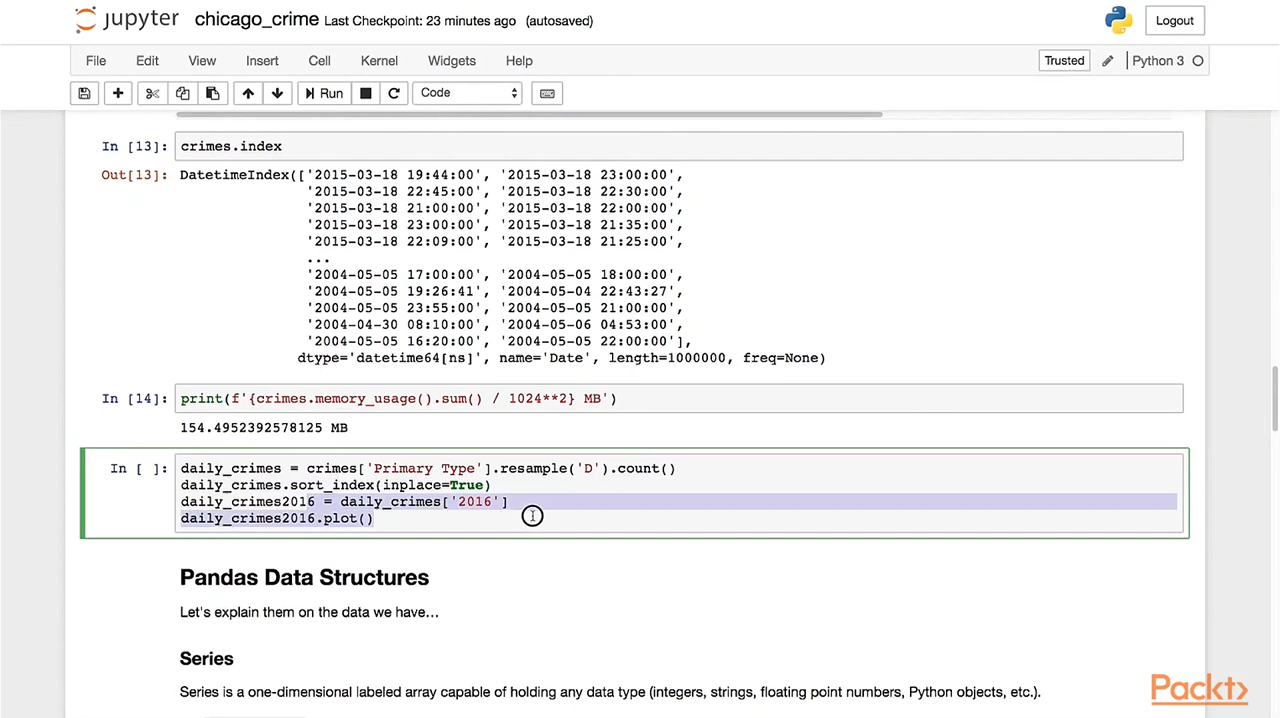 jupyter chicago_crime Last Checkpoint: 23 minutes ago (autosaved) Logout
File Edit View Insert Cell Kernel Widgets Help Trusted Python 3
Run Code
In [13]: crimes.index
Out[13]: DatetimeIndex(['2015-03-18 19:44:00', '2015-03-18 23:00:00',
'2015-03-18 22:45:00', '2015-03-18 22:30:00',
'2015-03-18 21:00:00', '2015-03-18 22:00:00',
'2015-03-18 23:00:00', '2015-03-18 21:35:00',
'2015-03-18 22:09:00', '2015-03-18 21:25:00',
...
'2004-05-05 17:00:00', '2004-05-05 18:00:00',
'2004-05-05 19:26:41', '2004-05-04 22:43:27',
'2004-05-05 23:55:00', '2004-05-05 21:00:00',
'2004-04-30 08:10:00', '2004-05-06 04:53:00',
'2004-05-05 16:20:00', '2004-05-05 22:00:00'],
dtype='datetime64[ns]', name='Date', length=1000000, freq=None)
In [14]: print(f'{crimes.memory_usage().sum() / 1024**2} MB')
154.4952392578125 MB
In [ ]: daily_crimes = crimes['Primary Type'].resample('D').count()
daily_crimes.sort_index(inplace=True)
daily_crimes2016 = daily_crimes['2016']
daily_crimes2016.plot()
Pandas Data Structures
Let's explain them on the data we have…
Series
Series is a one-dimensional labeled array capable of holding any data type (integers, strings, floating point numbers, Python objects, etc.).
Packt>